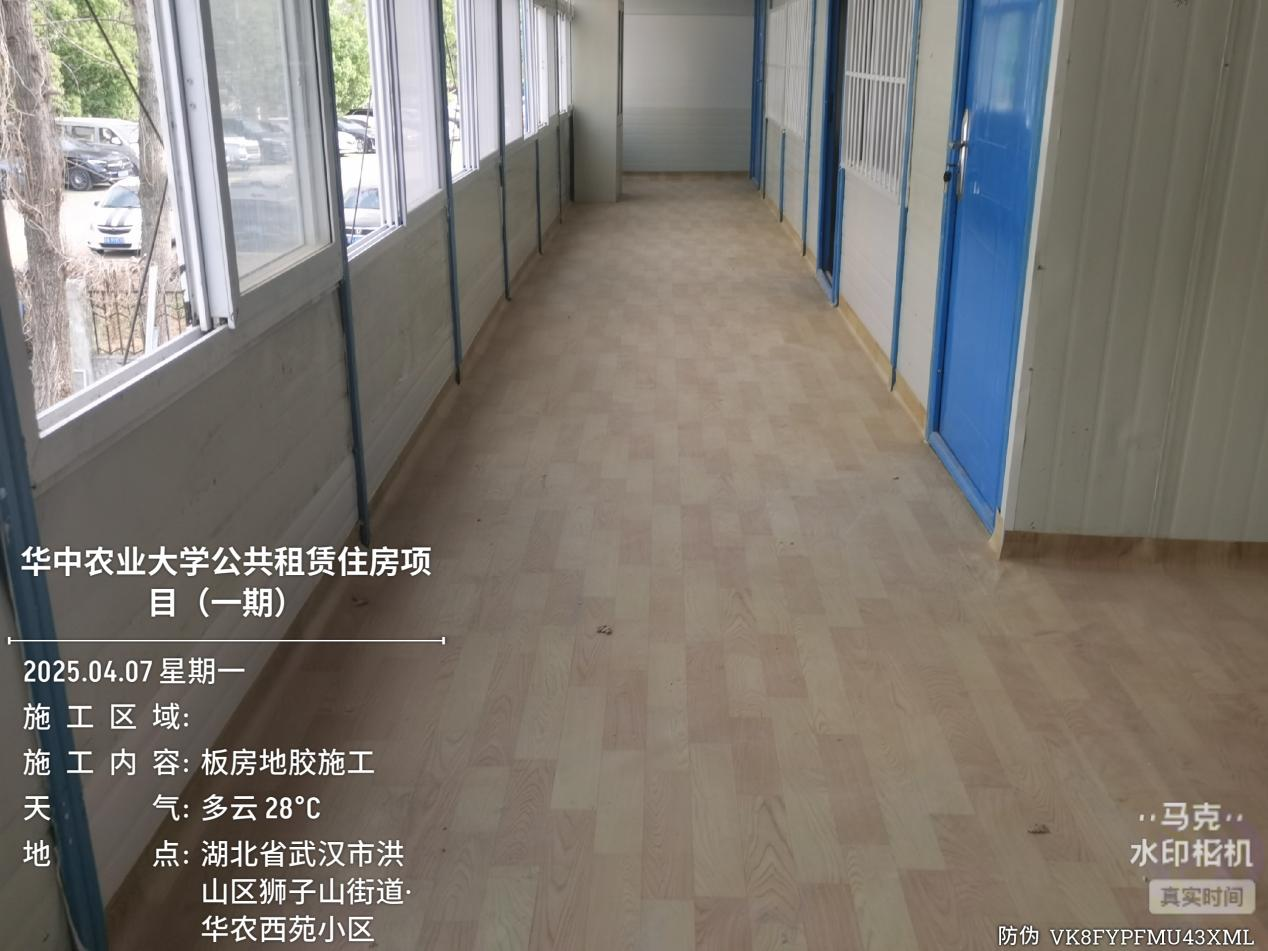 华中农业大学公共租赁住房项
目（一期）
2025.04.07 星期一
施工区域:
施工内容: 板房地胶施工
天气: 多云 28°C
地点: 湖北省武汉市洪
山区狮子山街道·
华农西苑小区
马克
水印相机
真实时间
防伪 VK8FYPFMU43XML